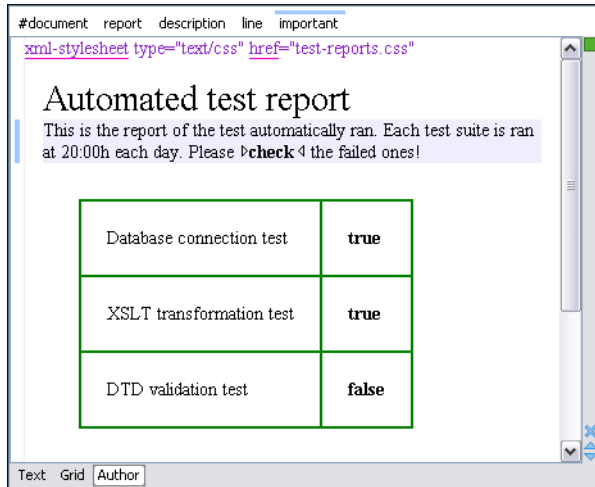 #document report description line important
xml-stylesheet type="text/css" href="test-reports.css"
Automated test report
This is the report of the test automatically ran. Each test suite is ran
at 20:00h each day. Please check the failed ones!
Database connection test true
XSLT transformation test true
DTD validation test false
Text Grid Author